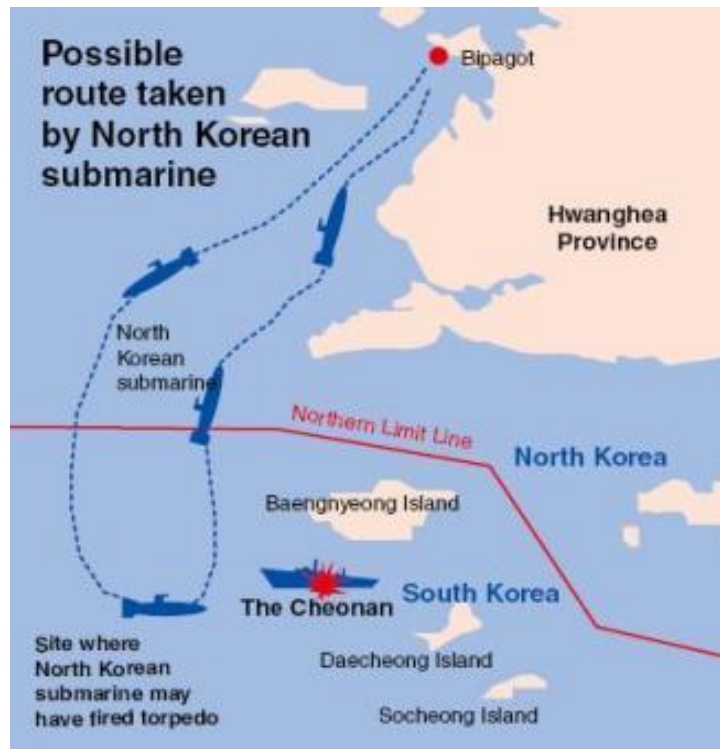 Possible
route taken
by North Korean
submarine
Bipagot
Hwanghea
Province
North
Korean
submarine
Northern Limit Line
North Korea
Baengnyeong Island
The Cheonan
South Korea
Daecheong Island
Socheong Island
Site where
North Korean
submarine may
have fired torpedo